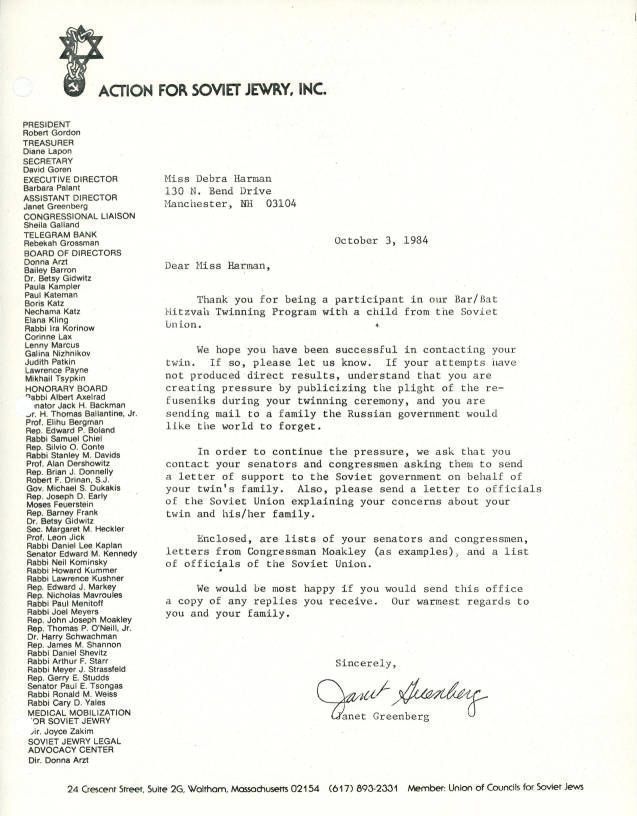 ACTION FOR SOVIET JEWRY, INC.
PRESIDENT
Robert Gordon
TREASURER
Diane Lapon
SECRETARY
David Goren
EXECUTIVE DIRECTOR
Barbara Palant
ASSISTANT DIRECTOR
Janet Greenberg
CONGRESSIONAL LIAISON
Sheila Galland
TELEGRAM BANK
Rebekah Grossman
BOARD OF DIRECTORS
Donna Arzt
Bailey Barron
Dr. Betsy Gidwitz
Paula Kampler
Paul Kateman
Boris Katz
Nechama Katz
Elana Kling
Rabbi Ira Korinow
Corinne Lax
Lenny Marcus
Galina Nizhnikov
Judith Patkin
Lawrence Payne
Mikhail Tsypkin
HONORARY BOARD
Rabbi Albert Axelrad
nator Jack H. Backman
Dr. H. Thomas Ballantine, Jr.
Prof. Elihu Bergman
Rep. Edward P. Boland
Rabbi Samuel Chiel
Rep. Silvio O. Conte
Rabbi Stanley M. Davids
Prof. Alan Dershowitz
Rep. Brian J. Donnelly
Robert F. Drinan, S.J.
Gov. Michael S. Dukakis
Rep. Joseph D. Early
Moses Feuerstein
Rep. Barney Frank
Dr. Betsy Gidwitz
Sec. Margaret M. Heckler
Prof. Leon Jick
Rabbi Daniel Lee Kaplan
Senator Edward M. Kennedy
Rabbi Neil Kominsky
Rabbi Howard Kummer
Rabbi Lawrence Kushner
Rep. Edward J. Markey
Rep. Nicholas Mavroules
Rabbi Paul Menitoff
Rabbi Joel Meyers
Rep. John Joseph Moakley
Rep. Thomas P. O'Neill, Jr.
Dr. Harry Schwachman
Rep. James M. Shannon
Rabbi Daniel Shevitz
Rabbi Arthur F. Starr
Rabbi Meyer J. Strassfeld
Rep. Gerry E. Studds
Senator Paul E. Tsongas
Rabbi Ronald M. Weiss
Rabbi Cary D. Yales
MEDICAL MOBILIZATION
FOR SOVIET JEWRY
Dir. Joyce Zakim
SOVIET JEWRY LEGAL
ADVOCACY CENTER
Dir. Donna Arzt
Miss Debra Harman
130 N. Bend Drive
Manchester, NH 03104
October 3, 1984
Dear Miss Harman,
Thank you for being a participant in our Bar/Bat
Mitzvah Twinning Program with a child from the Soviet
Union.
We hope you have been successful in contacting your
twin. If so, please let us know. If your attempts have
not produced direct results, understand that you are
creating pressure by publicizing the plight of the re-
fuseniks during your twinning ceremony, and you are
sending mail to a family the Russian government would
like the world to forget.
In order to continue the pressure, we ask that you
contact your senators and congressmen asking them to send
a letter of support to the Soviet government on behalf of
your twin's family. Also, please send a letter to officials
of the Soviet Union explaining your concerns about your
twin and his/her family.
Enclosed, are lists of your senators and congressmen,
letters from Congressman Moakley (as examples), and a list
of officials of the Soviet Union.
We would be most happy if you would send this office
a copy of any replies you receive. Our warmest regards to
you and your family.
Sincerely,
Janet Greenberg
Janet Greenberg
24 Crescent Street, Suite 2G, Waltham, Massachusetts 02154 (617) 893-2331 Member: Union of Councils for Soviet Jews